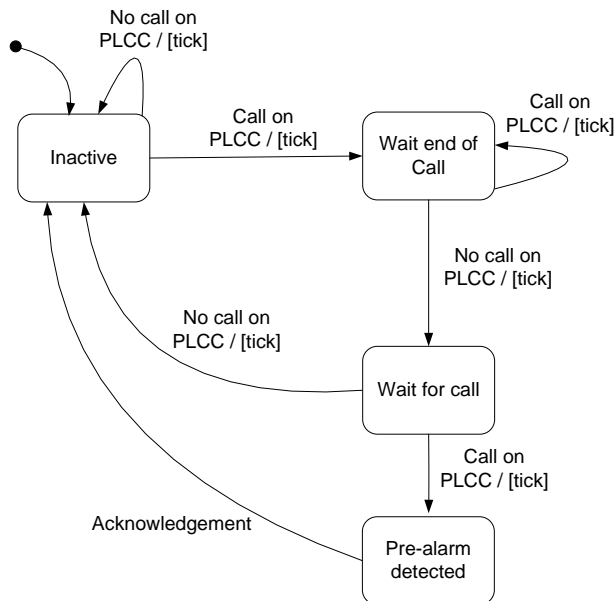 No call on
PLCC / [tick]
Inactive
Call on
PLCC / [tick]
Wait end of
Call
Call on
PLCC / [tick]
No call on
PLCC / [tick]
No call on
PLCC / [tick]
Wait for call
Call on
PLCC / [tick]
Acknowledgement
Pre-alarm
detected